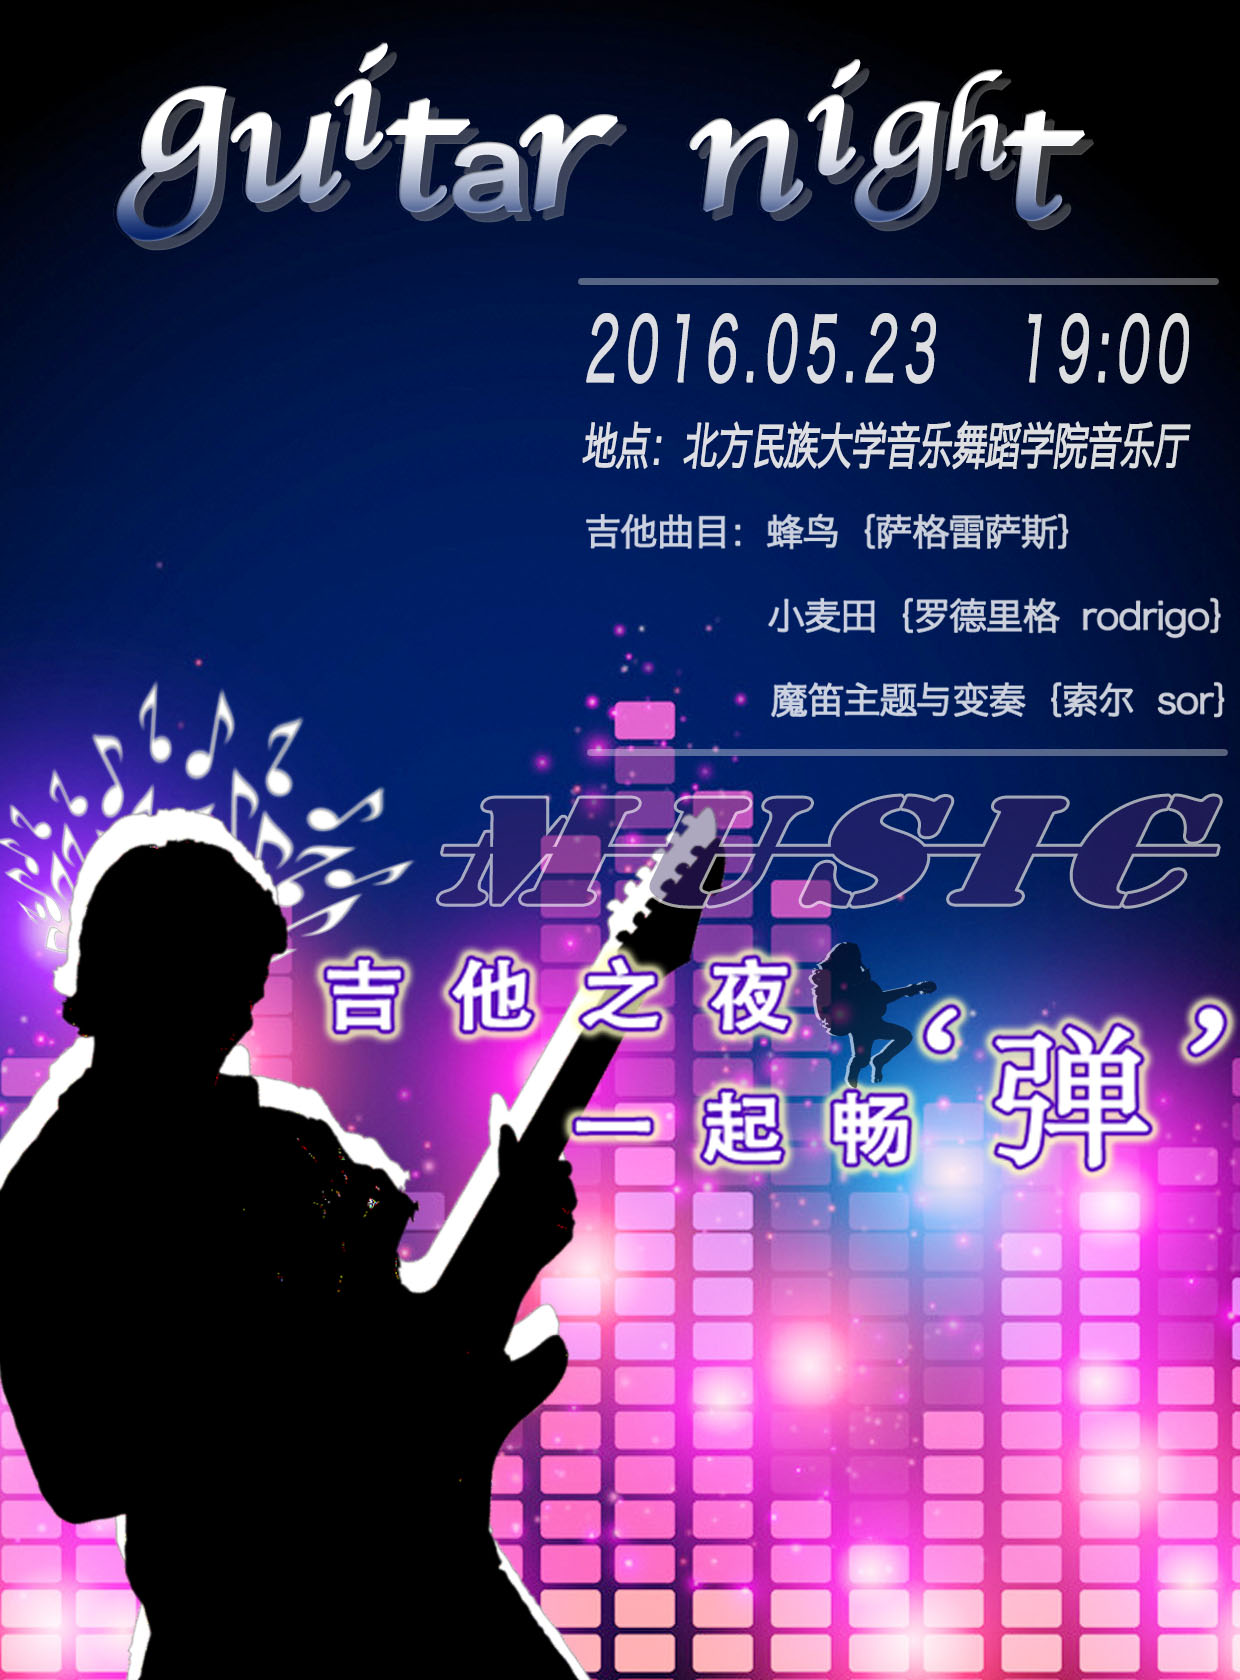 guitar night
2016.05.23 19:00
地点：北方民族大学音乐舞蹈学院音乐厅
吉他曲目：蜂鸟 {萨格雷萨斯}
小麦田 {罗德里格 rodrigo}
魔笛主题与变奏 {索尔 sor}
MUSIC
吉他之夜
一起畅‘弹’